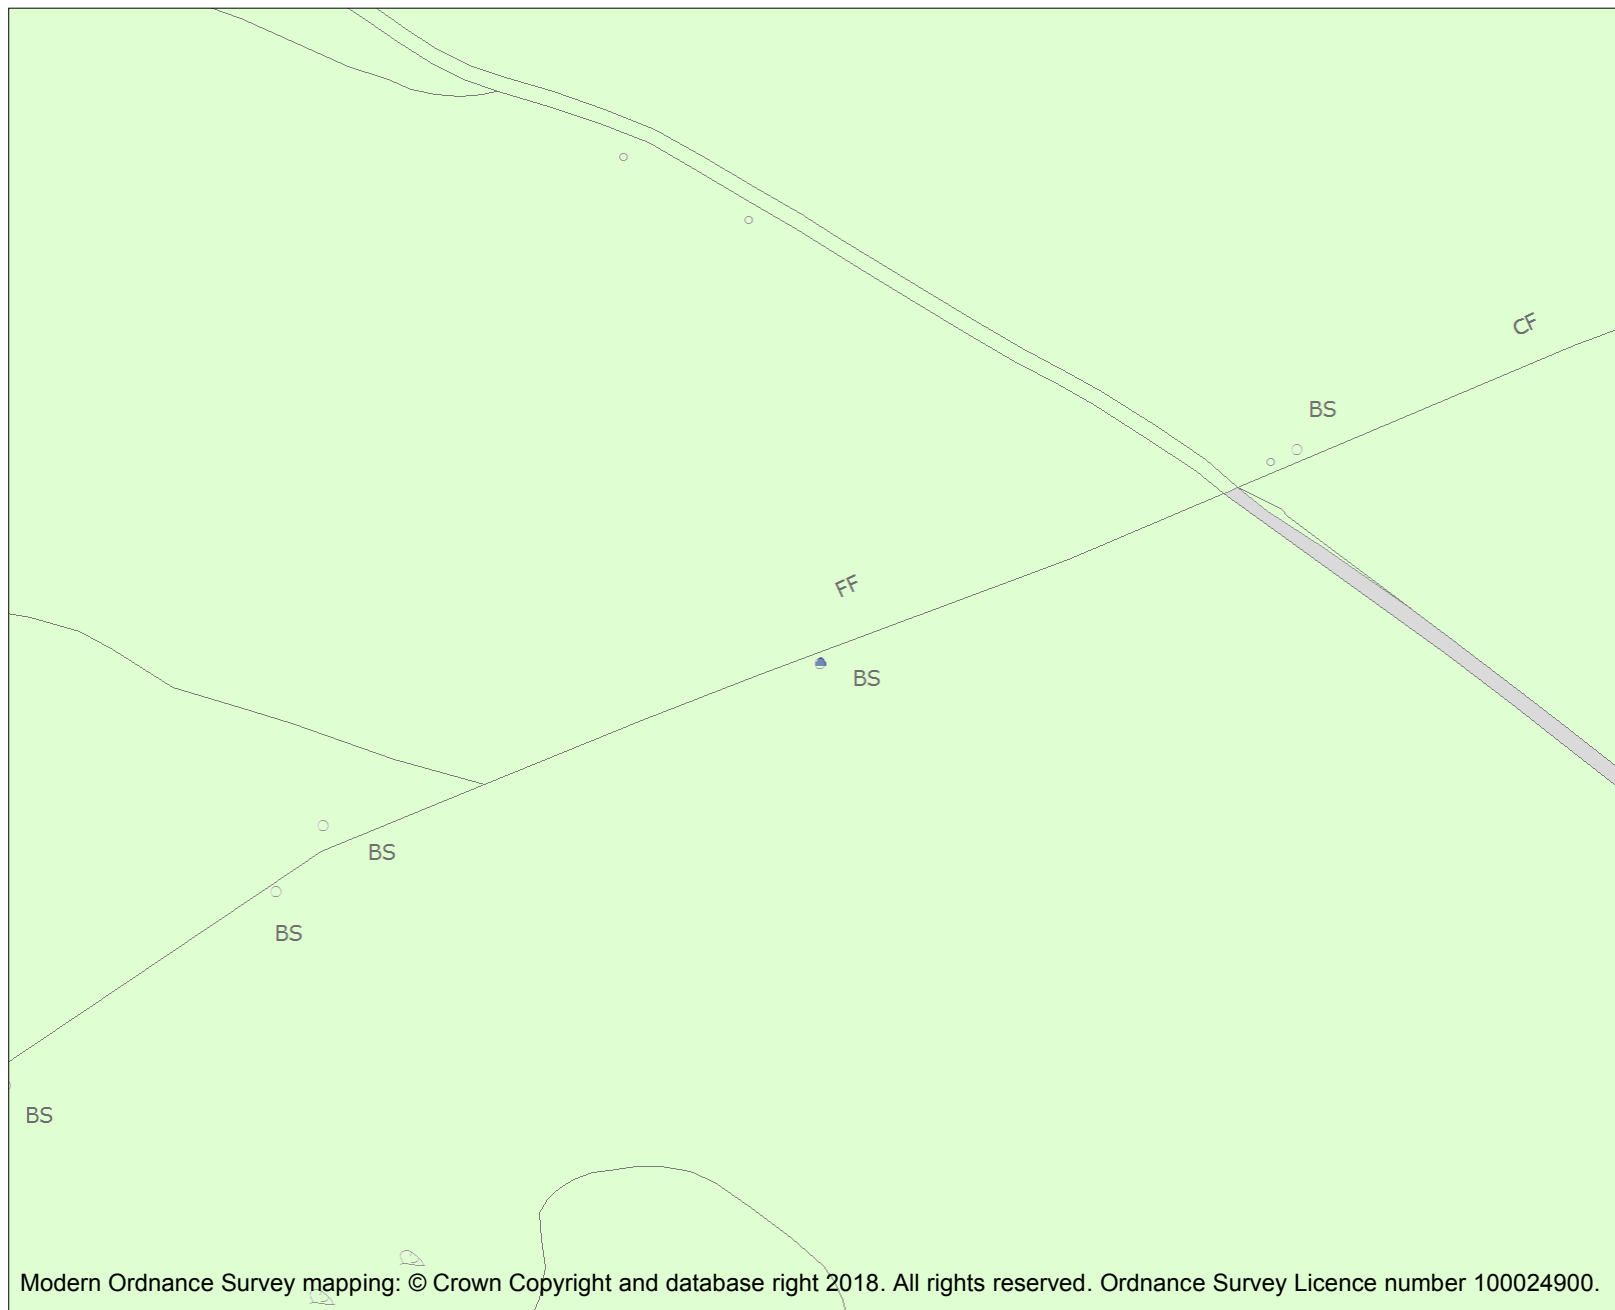 CF
BS
FF
BS
BS
BS
BS
Modern Ordnance Survey mapping: © Crown Copyright and database right 2018. All rights reserved. Ordnance Survey Licence number 100024900.